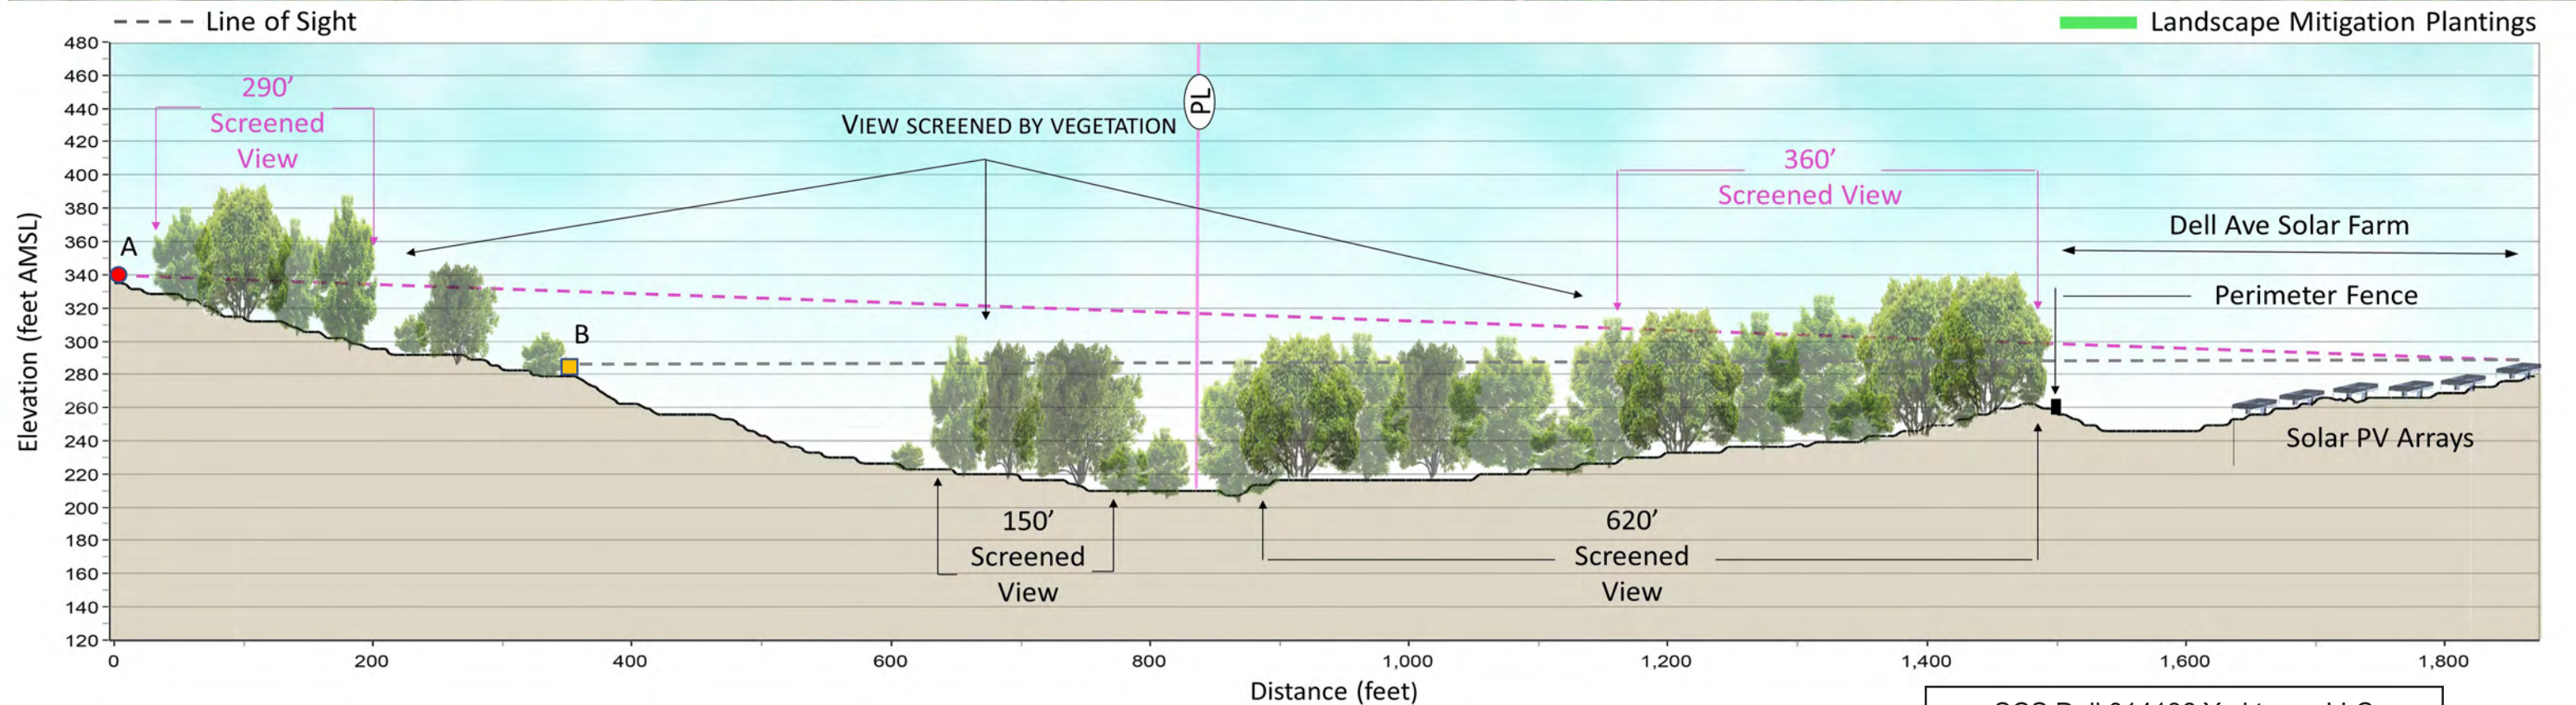 Line of Sight
Landscape Mitigation Plantings
480
460
440
420
400
380
360
340
320
300
280
260
240
220
200
180
160
140
120
Elevation (feet AMSL)
290’
Screened
View
VIEW SCREENED BY VEGETATION
PL
360’
Screened View
Dell Ave Solar Farm
Perimeter Fence
A
B
Solar PV Arrays
150’
Screened
View
620’
Screened
View
0
200
400
600
800
1,000
1,200
1,400
1,600
1,800
Distance (feet)